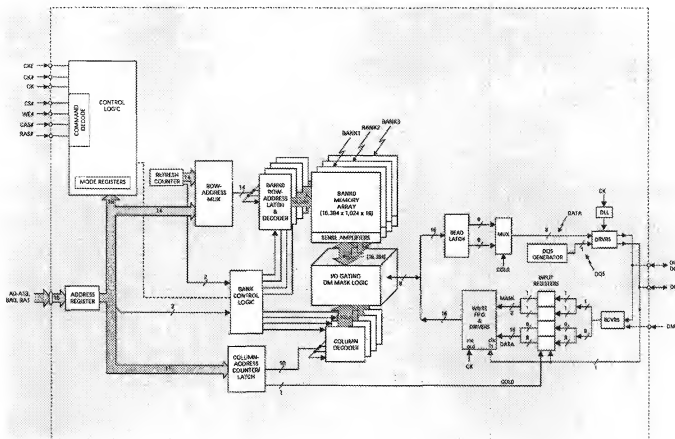 CKE
CK#
CK
CS#
WE#
CAS#
RAS#
COMMAND
DECODE
CONTROL
LOGIC
MODE REGISTERS
REFRESH
COUNTER
14
ROW-
ADDRESS
MUX
14
BANK0
ROW-
ADDRESS
LATCH
&
DECODER
BANK1
BANK2
BANK3
BANK0
MEMORY
ARRAY
SENSE AMPLIFIERS
I/O GATING
DM MASK LOGIC
BANK
CONTROL
LOGIC
2
2
A0-A13,
BA0, BA1
ADDRESS
REGISTER
COLUMN
DECODER
COLUMN-
ADDRESS
COUNTER/
LATCH
1
COL0
8
16
READ
LATCH
MUX
COL0
DATA
DQS
GENERATOR
DQS
CK
DLL
DRVRS
INPUT
REGISTERS
MASK
WRITE
FIFO
&
DRIVERS
16
DATA
CK
RCVRS
DM